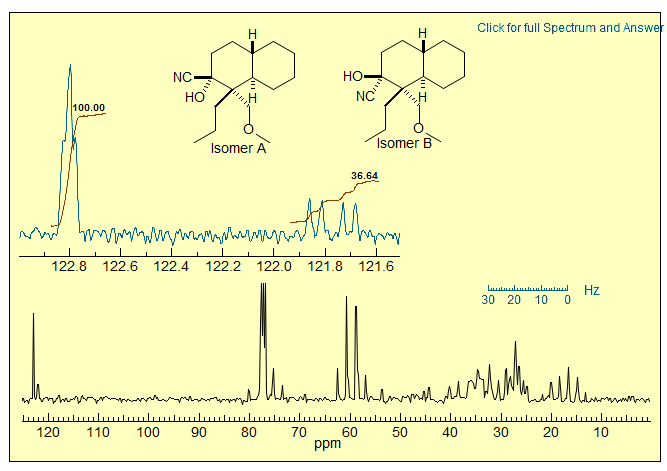 Click for full Spectrum and Answer
H
NC
HO
H
O
Isomer A
H
HO
NC
H
O
Isomer B
100.00
36.64
122.8 122.6 122.4 122.2 122.0 121.8 121.6
30 20 10 0 Hz
120 110 100 90 80 70 60 50 40 30 20 10
ppm